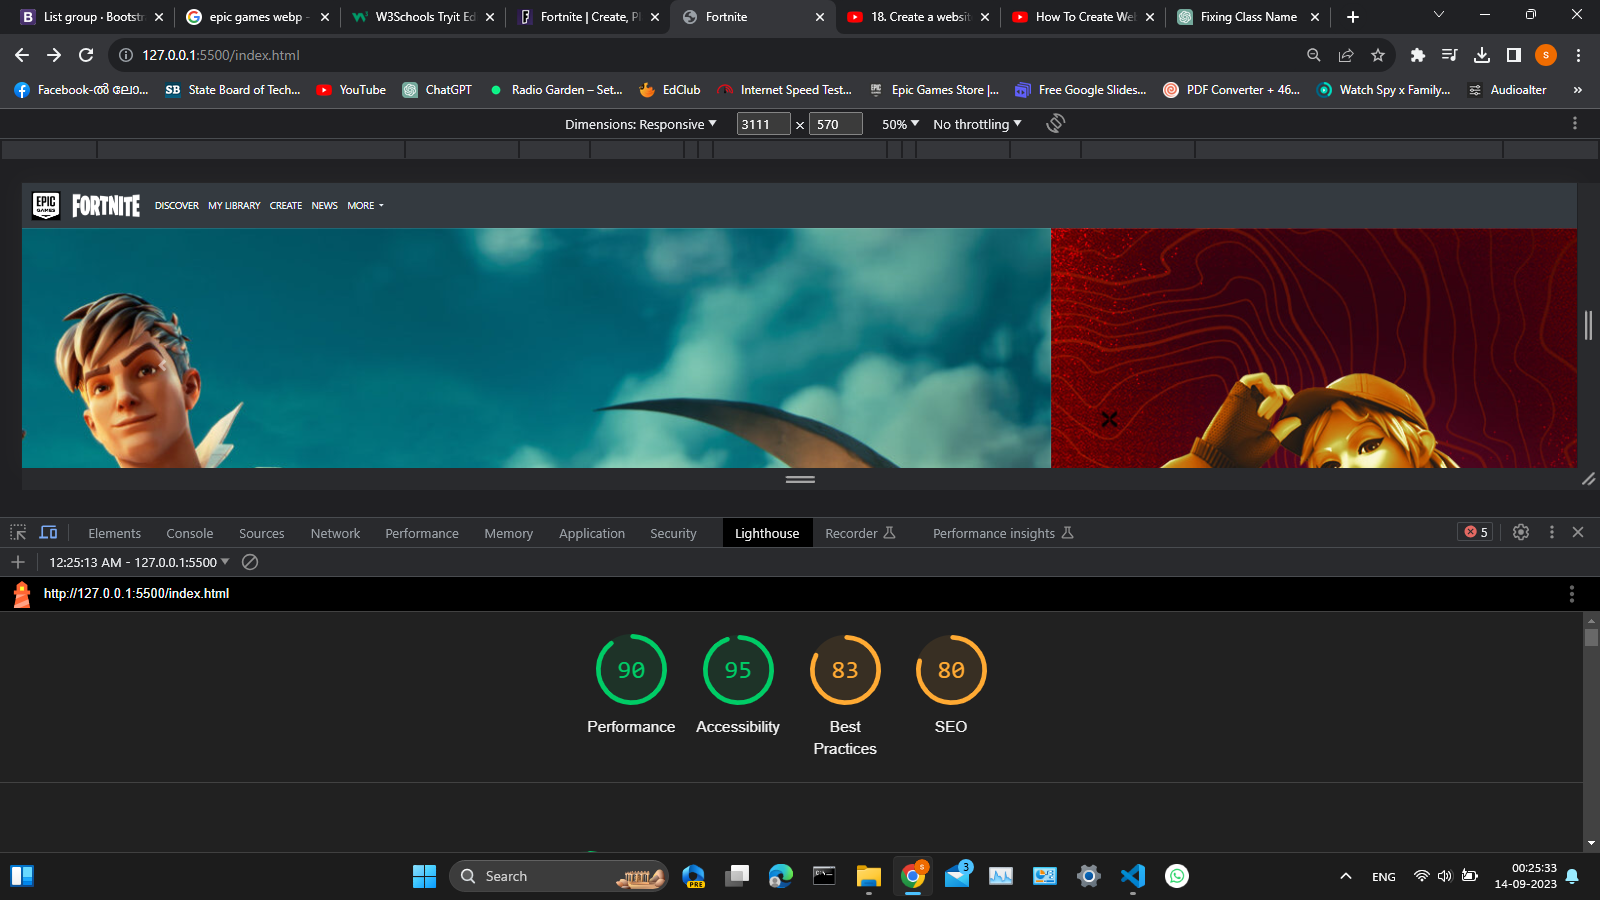 List group · Bootstr
epic games webp -
W3Schools Tryit Ed
Fortnite | Create, Pl
Fortnite
18. Create a websit
How To Create Web
Fixing Class Name
127.0.0.1:5500/index.html
S
Facebook-ൽ ലോ...
SB State Board of Tech...
YouTube
ChatGPT
Radio Garden – Set...
EdClub
Internet Speed Test...
Epic Games Store |...
Free Google Slides...
PDF Converter + 46...
Watch Spy x Family...
Audioalter
»
Dimensions: Responsive 3111 × 570 50% No throttling
EPIC GAMES FORTNITE DISCOVER MY LIBRARY CREATE NEWS MORE
Elements Console Sources Network Performance Memory Application Security Lighthouse Recorder Performance insights 5
12:25:13 AM - 127.0.0.1:5500
http://127.0.0.1:5500/index.html
90 95 83 80
Performance Accessibility Best Practices SEO
Search
PRE
S
3
ENG
00:25:33
14-09-2023